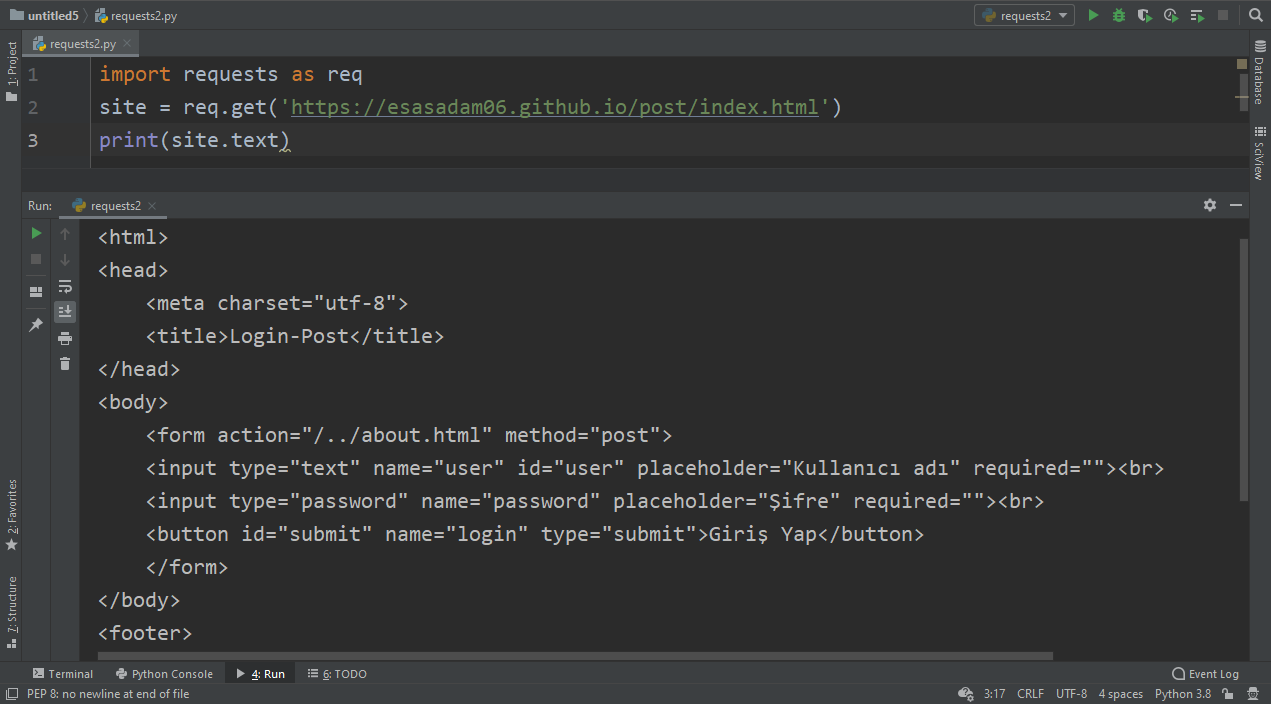 untitled5 requests2.py requests2
requests2.py
1: Project
Database
SciView
1 import requests as req
2 site = req.get('https://esasadam06.github.io/post/index.html')
3 print(site.text)
Run: requests2
<html>
<head>
    <meta charset="utf-8">
    <title>Login-Post</title>
</head>
<body>
    <form action="/../about.html" method="post">
    <input type="text" name="user" id="user" placeholder="Kullanıcı adı" required=""><br>
    <input type="password" name="password" placeholder="Şifre" required=""><br>
    <button id="submit" name="login" type="submit">Giriş Yap</button>
    </form>
</body>
<footer>
2: Favorites
7: Structure
Terminal Python Console 4: Run 6: TODO Event Log
PEP 8: no newline at end of file 3:17 CRLF UTF-8 4 spaces Python 3.8